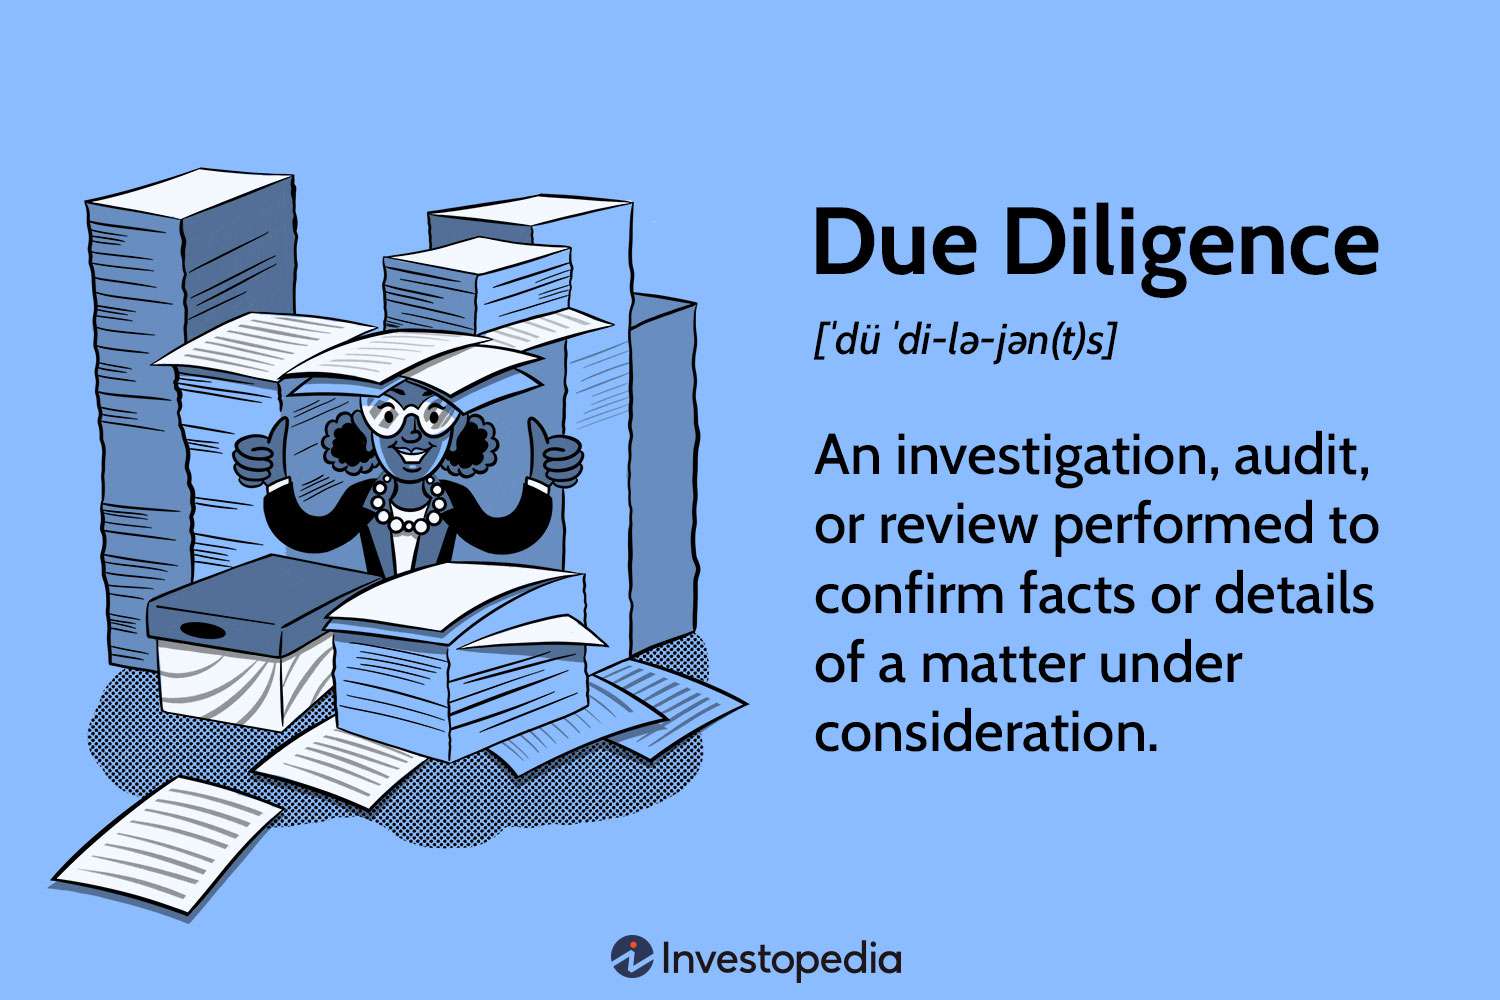 Due Diligence
[ˈdü ˈdi-lə-jən(t)s]
An investigation, audit,
or review performed to
confirm facts or details
of a matter under
consideration.
Investopedia